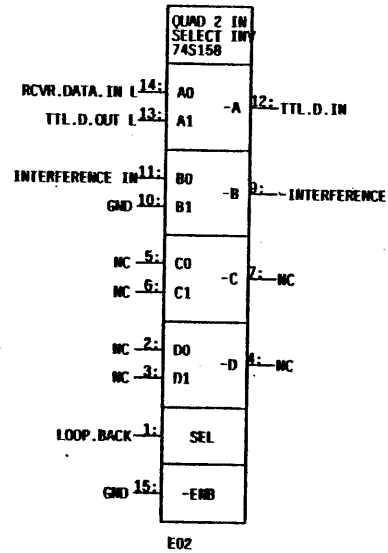 QUAD 2 IN
SELECT INV
74S158
RCVR.DATA.IN L 14: A0 -A 12: TTL.D.IN
TTL.D.OUT L 13: A1
INTERFERENCE IN 11: B0 -B 9: -INTERFERENCE
GND 10: B1
NC 5: C0 -C 7: NC
NC 6: C1
NC 2: D0 -D 4: NC
NC 3: D1
LOOP.BACK 1: SEL
GND 15: -ENB
E02